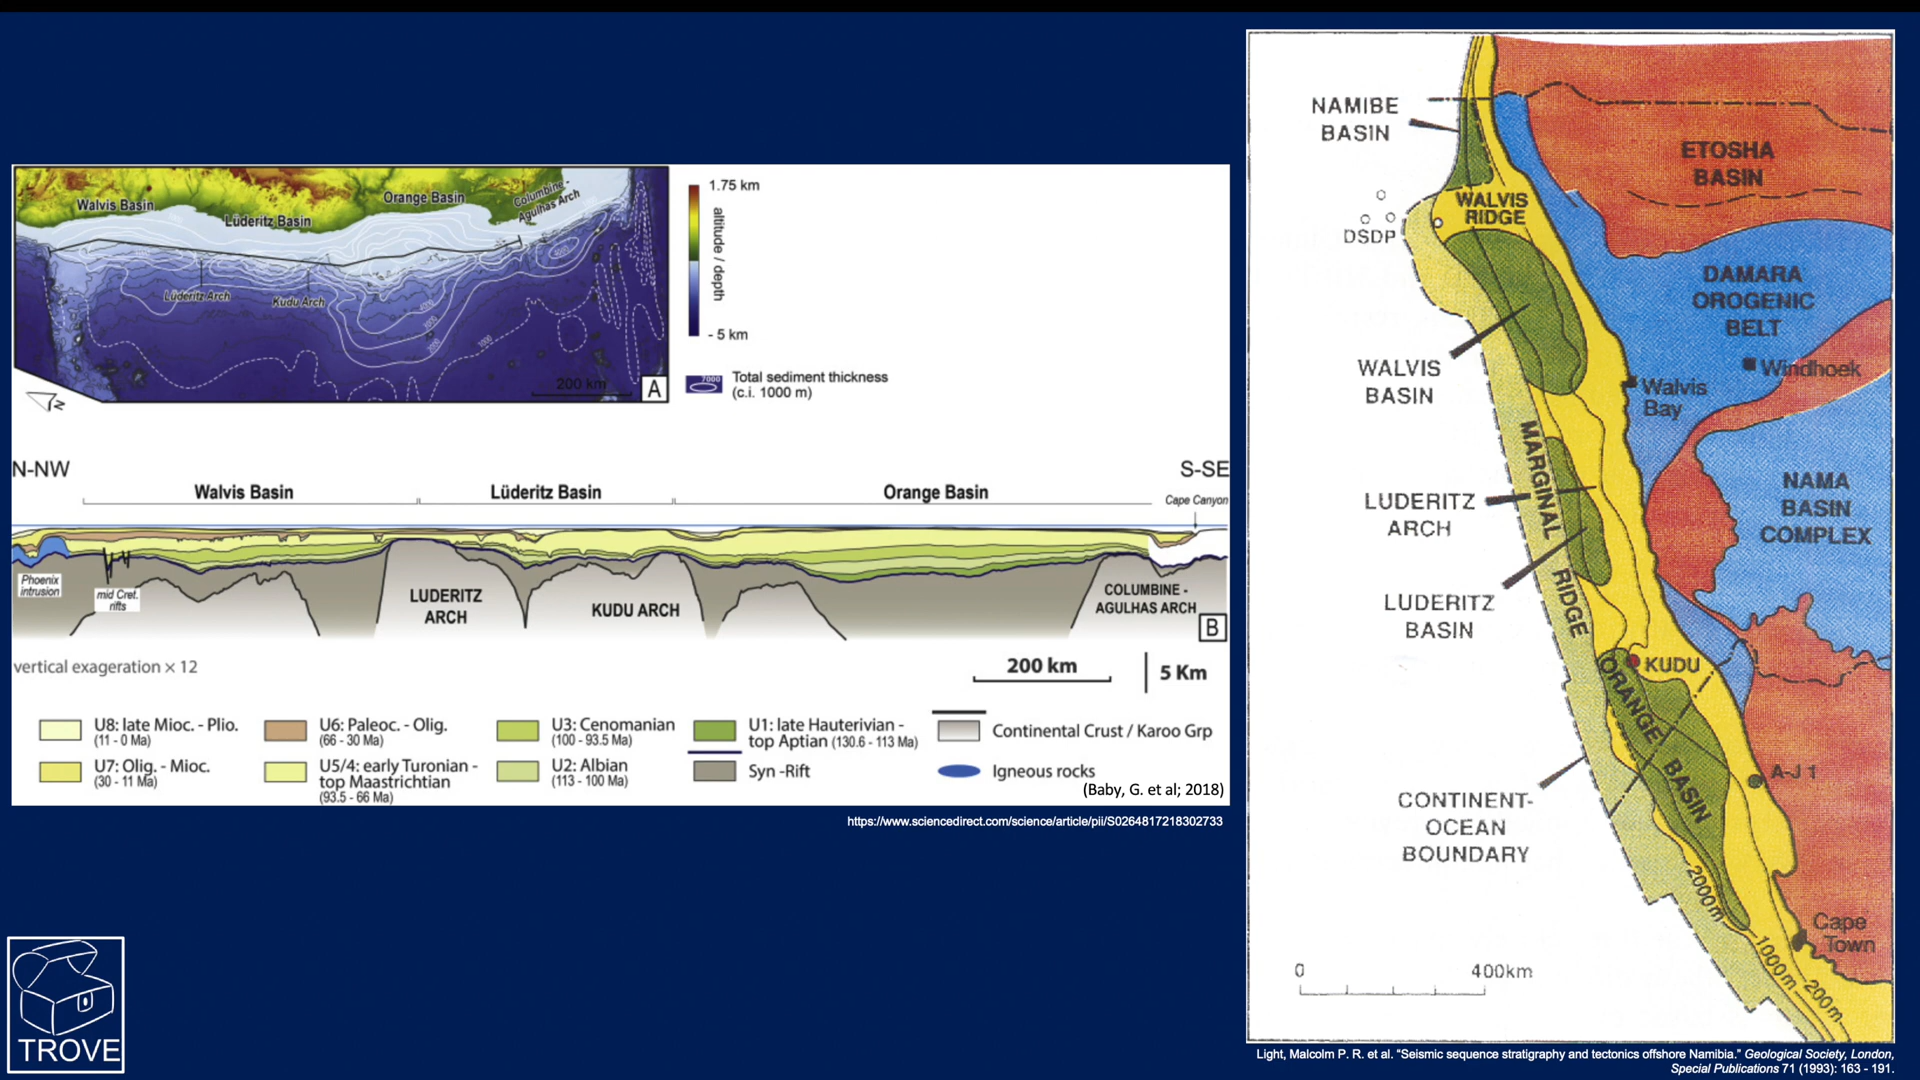 Walvis Basin
Lüderitz Basin
Orange Basin
Columbine -
Agulhas Arch
Lüderitz Arch
Kudu Arch
200 km
A
N
1.75 km
altitude / depth
- 5 km
7000
Total sediment thickness
(c.i. 1000 m)
N-NW
S-SE
Walvis Basin
Lüderitz Basin
Orange Basin
Cape Canyon
Phoenix
intrusion
mid Cret.
rifts
LUDERITZ
ARCH
KUDU ARCH
COLUMBINE -
AGULHAS ARCH
B
vertical exageration × 12
200 km
5 Km
U8: late Mioc. - Plio.
(11 - 0 Ma)
U7: Olig. - Mioc.
(30 - 11 Ma)
U6: Paleoc. - Olig.
(66 - 30 Ma)
U5/4: early Turonian -
top Maastrichtian
(93.5 - 66 Ma)
U3: Cenomanian
(100 - 93.5 Ma)
U2: Albian
(113 - 100 Ma)
U1: late Hauterivian -
top Aptian (130.6 - 113 Ma)
Syn -Rift
Continental Crust / Karoo Grp
Igneous rocks
(Baby, G. et al; 2018)
https://www.sciencedirect.com/science/article/pii/S0264817218302733
TROVE
NAMIBE
BASIN
ETOSHA
BASIN
WALVIS
RIDGE
DSDP
DAMARA
OROGENIC
BELT
Windhoek
WALVIS
BASIN
Walvis
Bay
MARGINAL RIDGE
LUDERITZ
ARCH
NAMA
BASIN
COMPLEX
LUDERITZ
BASIN
KUDU
ORANGE BASIN
A-J 1
CONTINENT-
OCEAN
BOUNDARY
2000m
1000m
200m
Cape
Town
0
400km
Light, Malcolm P. R. et al. “Seismic sequence stratigraphy and tectonics offshore Namibia.” Geological Society, London,
Special Publications 71 (1993): 163 - 191.